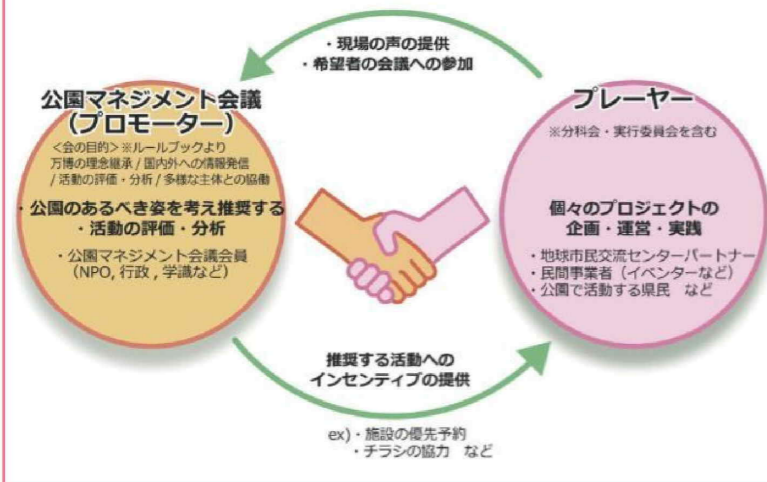 ・現場の声の提供
・希望者の会議への参加
公園マネジメント会議
（プロモーター）
＜会の目的＞※ルールブックより
万博の理念継承 / 国内外への情報発信
/ 活動の評価・分析 / 多様な主体との協働
・公園のあるべき姿を考え推奨する
・活動の評価・分析
・公園マネジメント会議会員
（NPO, 行政 , 学識など）
プレーヤー
※分科会・実行委員会を含む
個々のプロジェクトの
企画・運営・実践
・地球市民交流センターパートナー
・民間事業者（イベンターなど）
・公園で活動する県民　など
推奨する活動への
インセンティブの提供
ex)・施設の優先予約
・チラシの協力　など